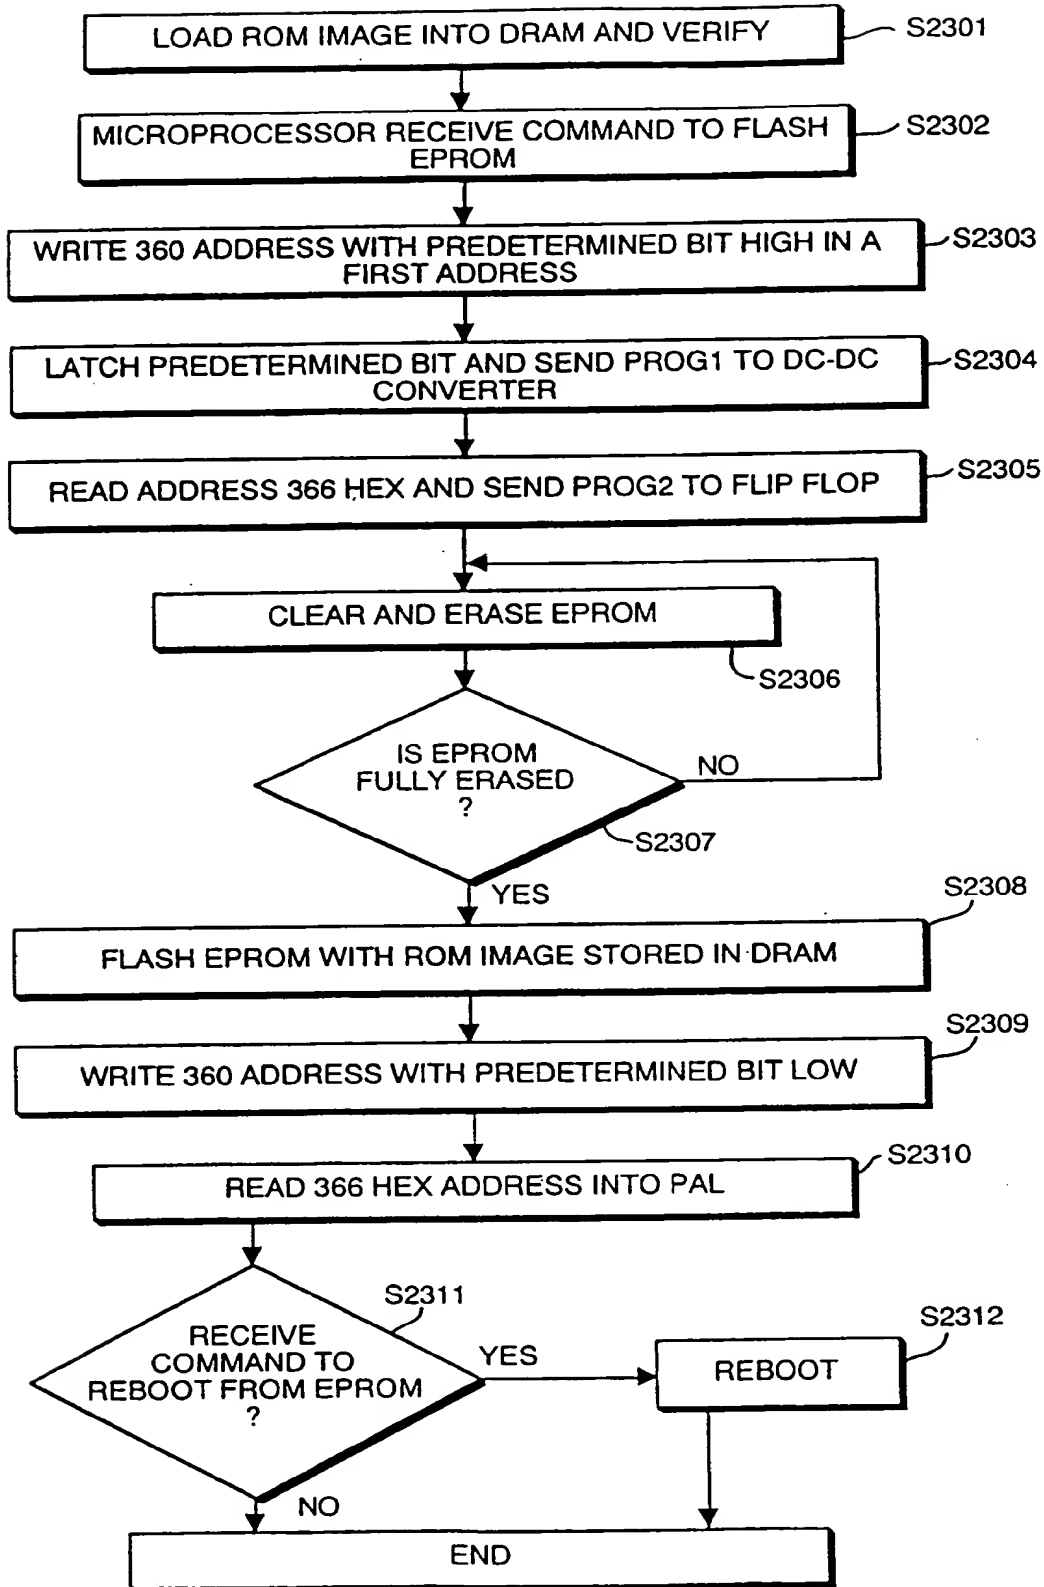 LOAD ROM IMAGE INTO DRAM AND VERIFY
S2301
MICROPROCESSOR RECEIVE COMMAND TO FLASH
EPROM
S2302
WRITE 360 ADDRESS WITH PREDETERMINED BIT HIGH IN A
FIRST ADDRESS
S2303
LATCH PREDETERMINED BIT AND SEND PROG1 TO DC-DC
CONVERTER
S2304
READ ADDRESS 366 HEX AND SEND PROG2 TO FLIP FLOP
S2305
CLEAR AND ERASE EPROM
S2306
IS EPROM
FULLY ERASED
?
NO
S2307
YES
S2308
FLASH EPROM WITH ROM IMAGE STORED IN DRAM
S2309
WRITE 360 ADDRESS WITH PREDETERMINED BIT LOW
S2310
READ 366 HEX ADDRESS INTO PAL
S2311
RECEIVE
COMMAND TO
REBOOT FROM EPROM
?
YES
S2312
REBOOT
NO
END